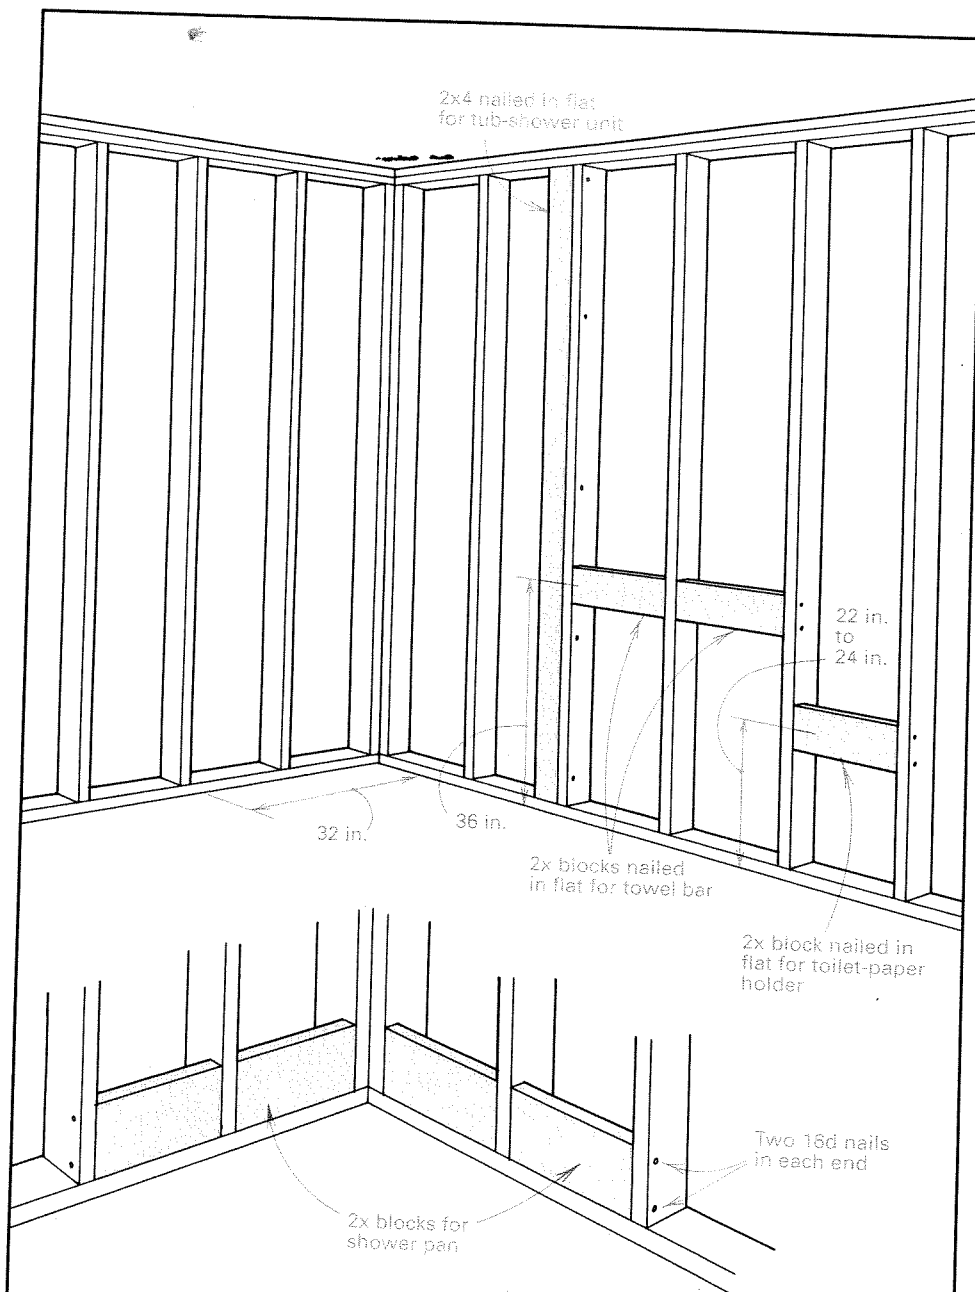 2x4 nailed in flat
for tub-shower unit
22 in.
to
24 in.
32 in.
36 in.
2x blocks nailed
in flat for towel bar
2x block nailed in
flat for toilet-paper
holder
Two 16d nails
in each end
2x blocks for
shower pan